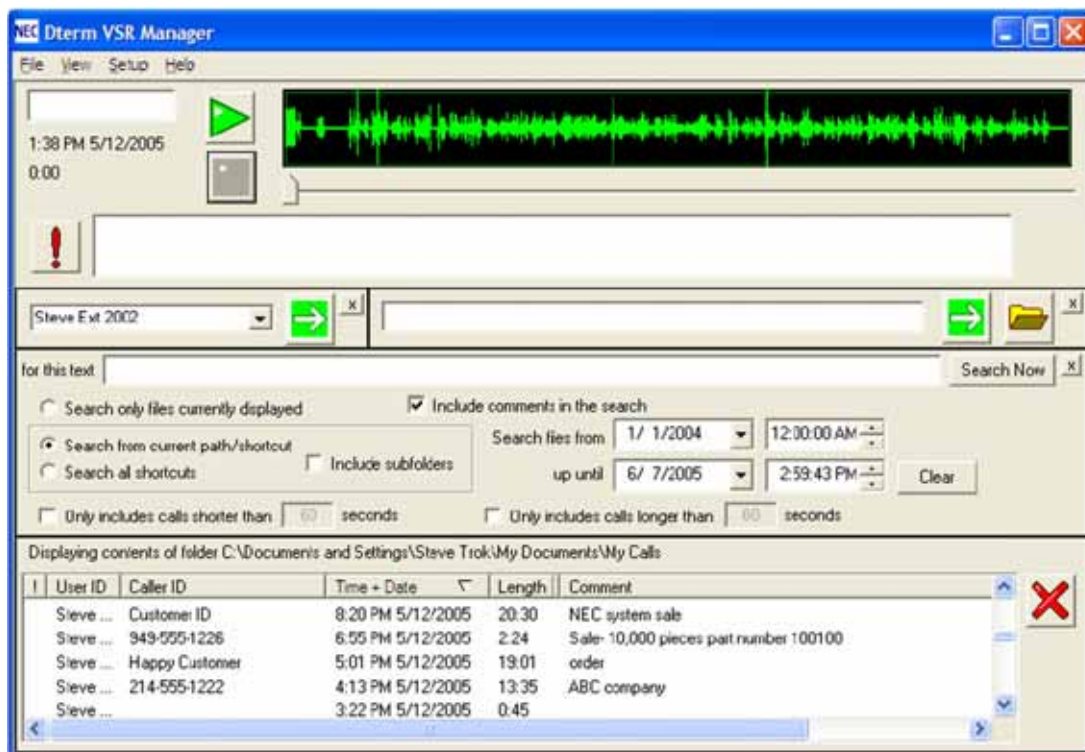 NEC Dterm VSR Manager
File View Setup Help
1:38 PM 5/12/2005
0:00
Steve Ext 2002
for this text
Search Now
Search only files currently displayed
Include comments in the search
Search from current path/shortcut
Search all shortcuts
Include subfolders
Search files from 1/ 1/2004 12:00:00 AM
up until 6/ 7/2005 2:59:43 PM
Clear
Only includes calls shorter than 60 seconds
Only includes calls longer than 60 seconds
Displaying contents of folder C:\Documents and Settings\Steve Trok\My Documents\My Calls
! User ID Caller ID Time + Date Length Comment
Steve ... Customer ID 8:20 PM 5/12/2005 20:30 NEC system sale
Steve ... 949-555-1226 6:55 PM 5/12/2005 2:24 Sale- 10,000 pieces part number 100100
Steve ... Happy Customer 5:01 PM 5/12/2005 19:01 order
Steve ... 214-555-1222 4:13 PM 5/12/2005 13:35 ABC company
Steve ... 3:22 PM 5/12/2005 0:45